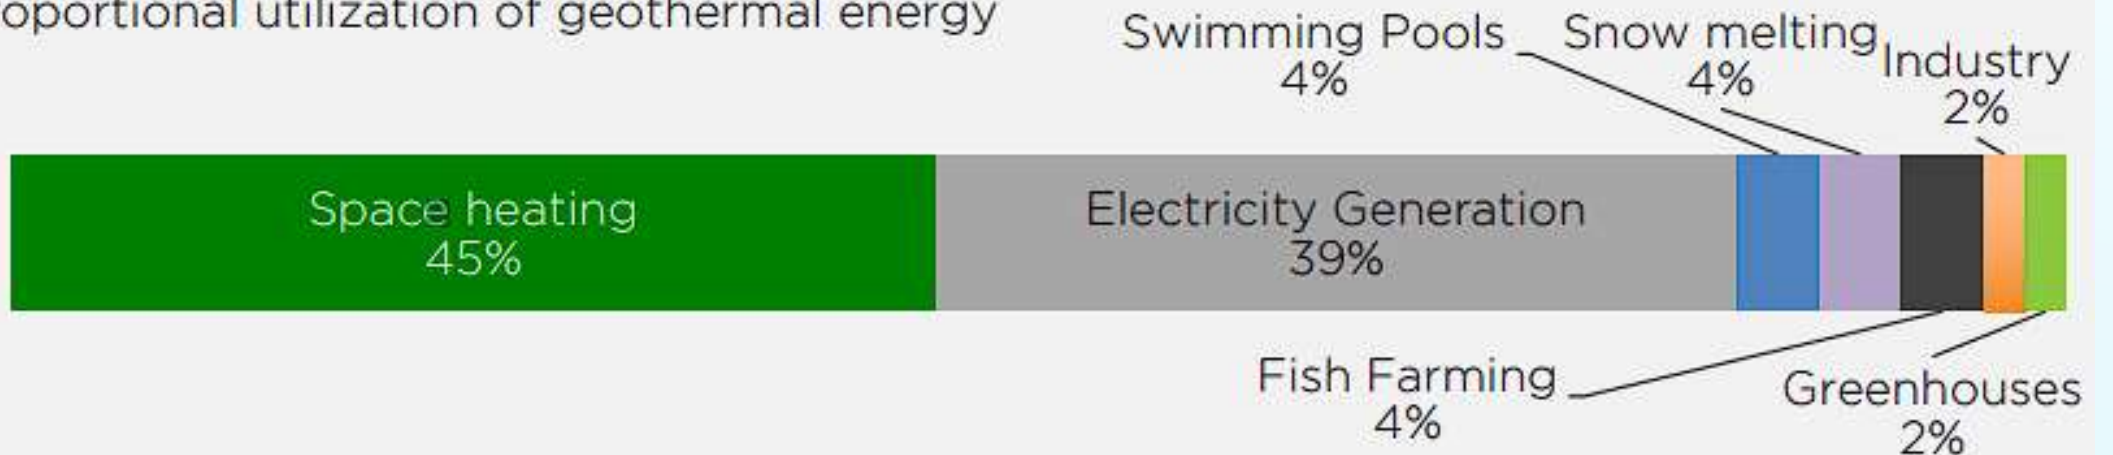 oportional utilization of geothermal energy
Swimming Pools
4%
Snow melting
4%
Industry
2%
Space heating
45%
Electricity Generation
39%
Fish Farming
4%
Greenhouses
2%